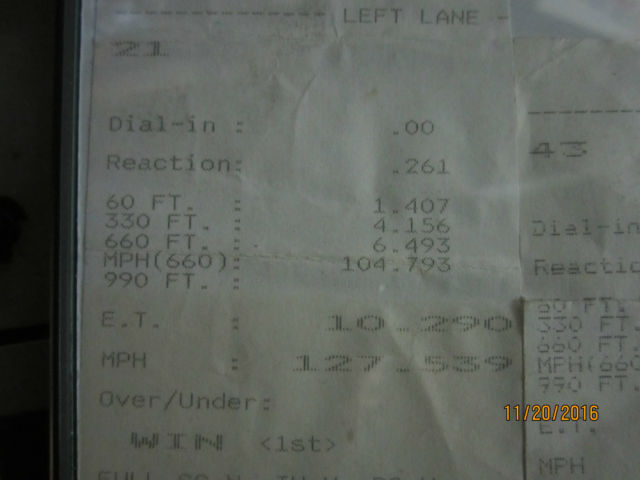 ------------ LEFT LANE -
21
Dial-in : .00
Reaction: .261
60 FT. : 1.407
330 FT. : 4.156
660 FT. : 6.493
MPH(660): 104.793
990 FT. :
E.T. : 10.290
MPH : 127.539
Over/Under:
WIN <1st>
43
Dial-in
Reactio
60 FT.
330 FT.
660 FT.
MPH(660
990 FT.
E.T.
MPH
11/20/2016